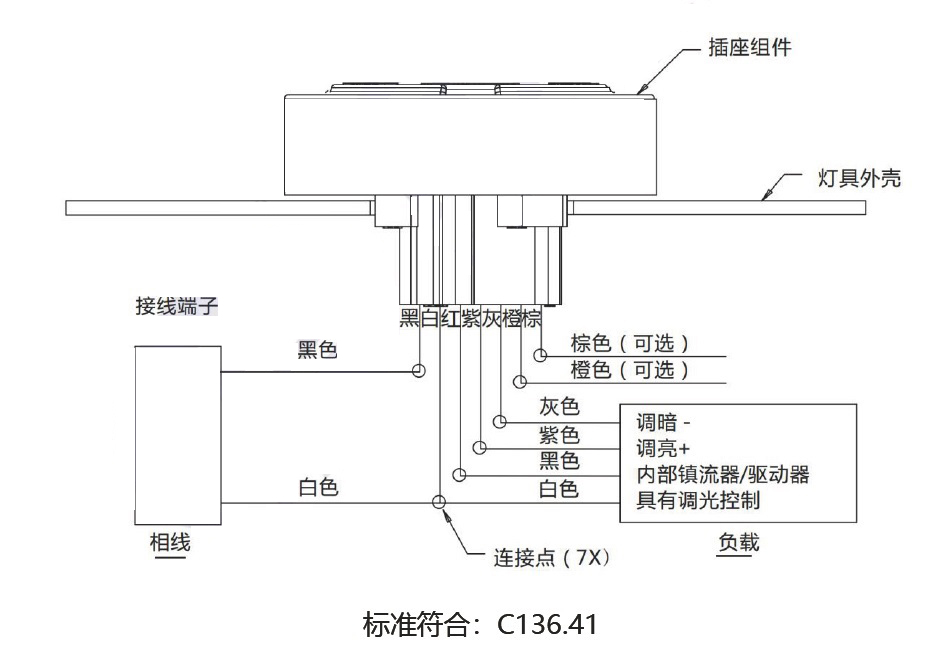 插座组件
灯具外壳
接线端子
黑白红紫灰橙棕
棕色（可选）
黑色
橙色（可选）
灰色
调暗 -
紫色
调亮+
黑色
内部镇流器/驱动器
白色
白色
具有调光控制
相线
负载
连接点（7X）
标准符合：C136.41